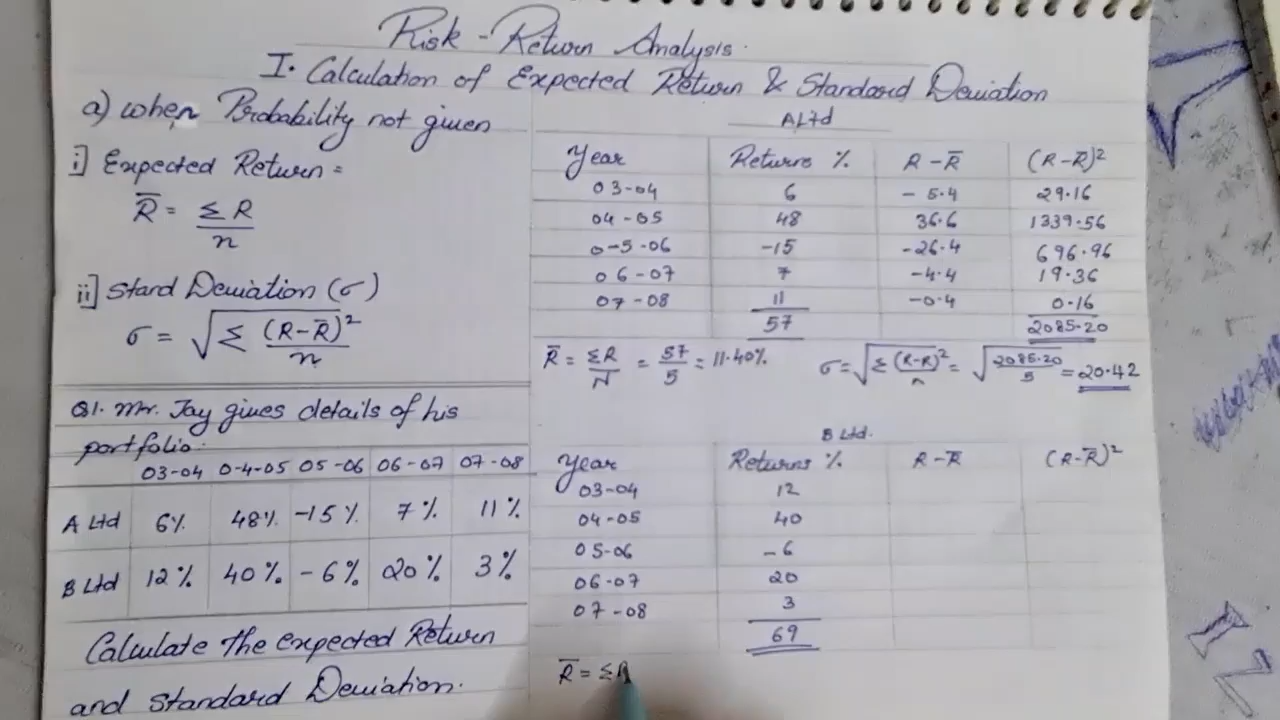 Risk - Return Analysis.
I. Calculation of Expected Return & Standard Deviation
a) when Probability not given
i] Expected Return =
R̅ = Σ R / n
ii] Stard Deviation (σ)
σ = √Σ (R-R̅)² / n
Q1. Mr. Jay gives details of his
portfolio.
03-04 0-4-05 05-06 06-07 07-08
A Ltd 6% 48% -15% 7% 11%
B Ltd 12% 40% -6% 20% 3%
Calculate the expected Return
and Standard Deviation.
A Ltd
Year Returns % R-R̅ (R-R̅)²
03-04 6 -5.4 29.16
04-05 48 36.6 1339.56
0-5-06 -15 -26.4 696.96
06-07 7 -4.4 19.36
07-08 11 -0.4 0.16
57 2085.20
R̅ = ΣR / N = 57 / 5 = 11.40% σ = √Σ (R-R)² / n = √2085.20 / 5 = 20.42
B Ltd.
Year Returns % R-R̅ (R-R̅)²
03-04 12
04-05 40
05-06 -6
06-07 20
07-08 3
69
R̅ = ΣR